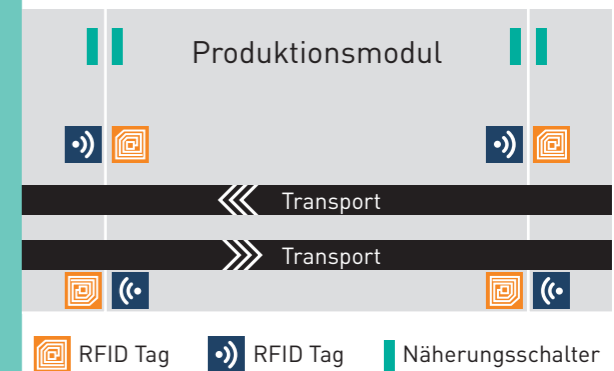 Produktionsmodul
Transport
Transport
RFID Tag RFID Tag Näherungsschalter